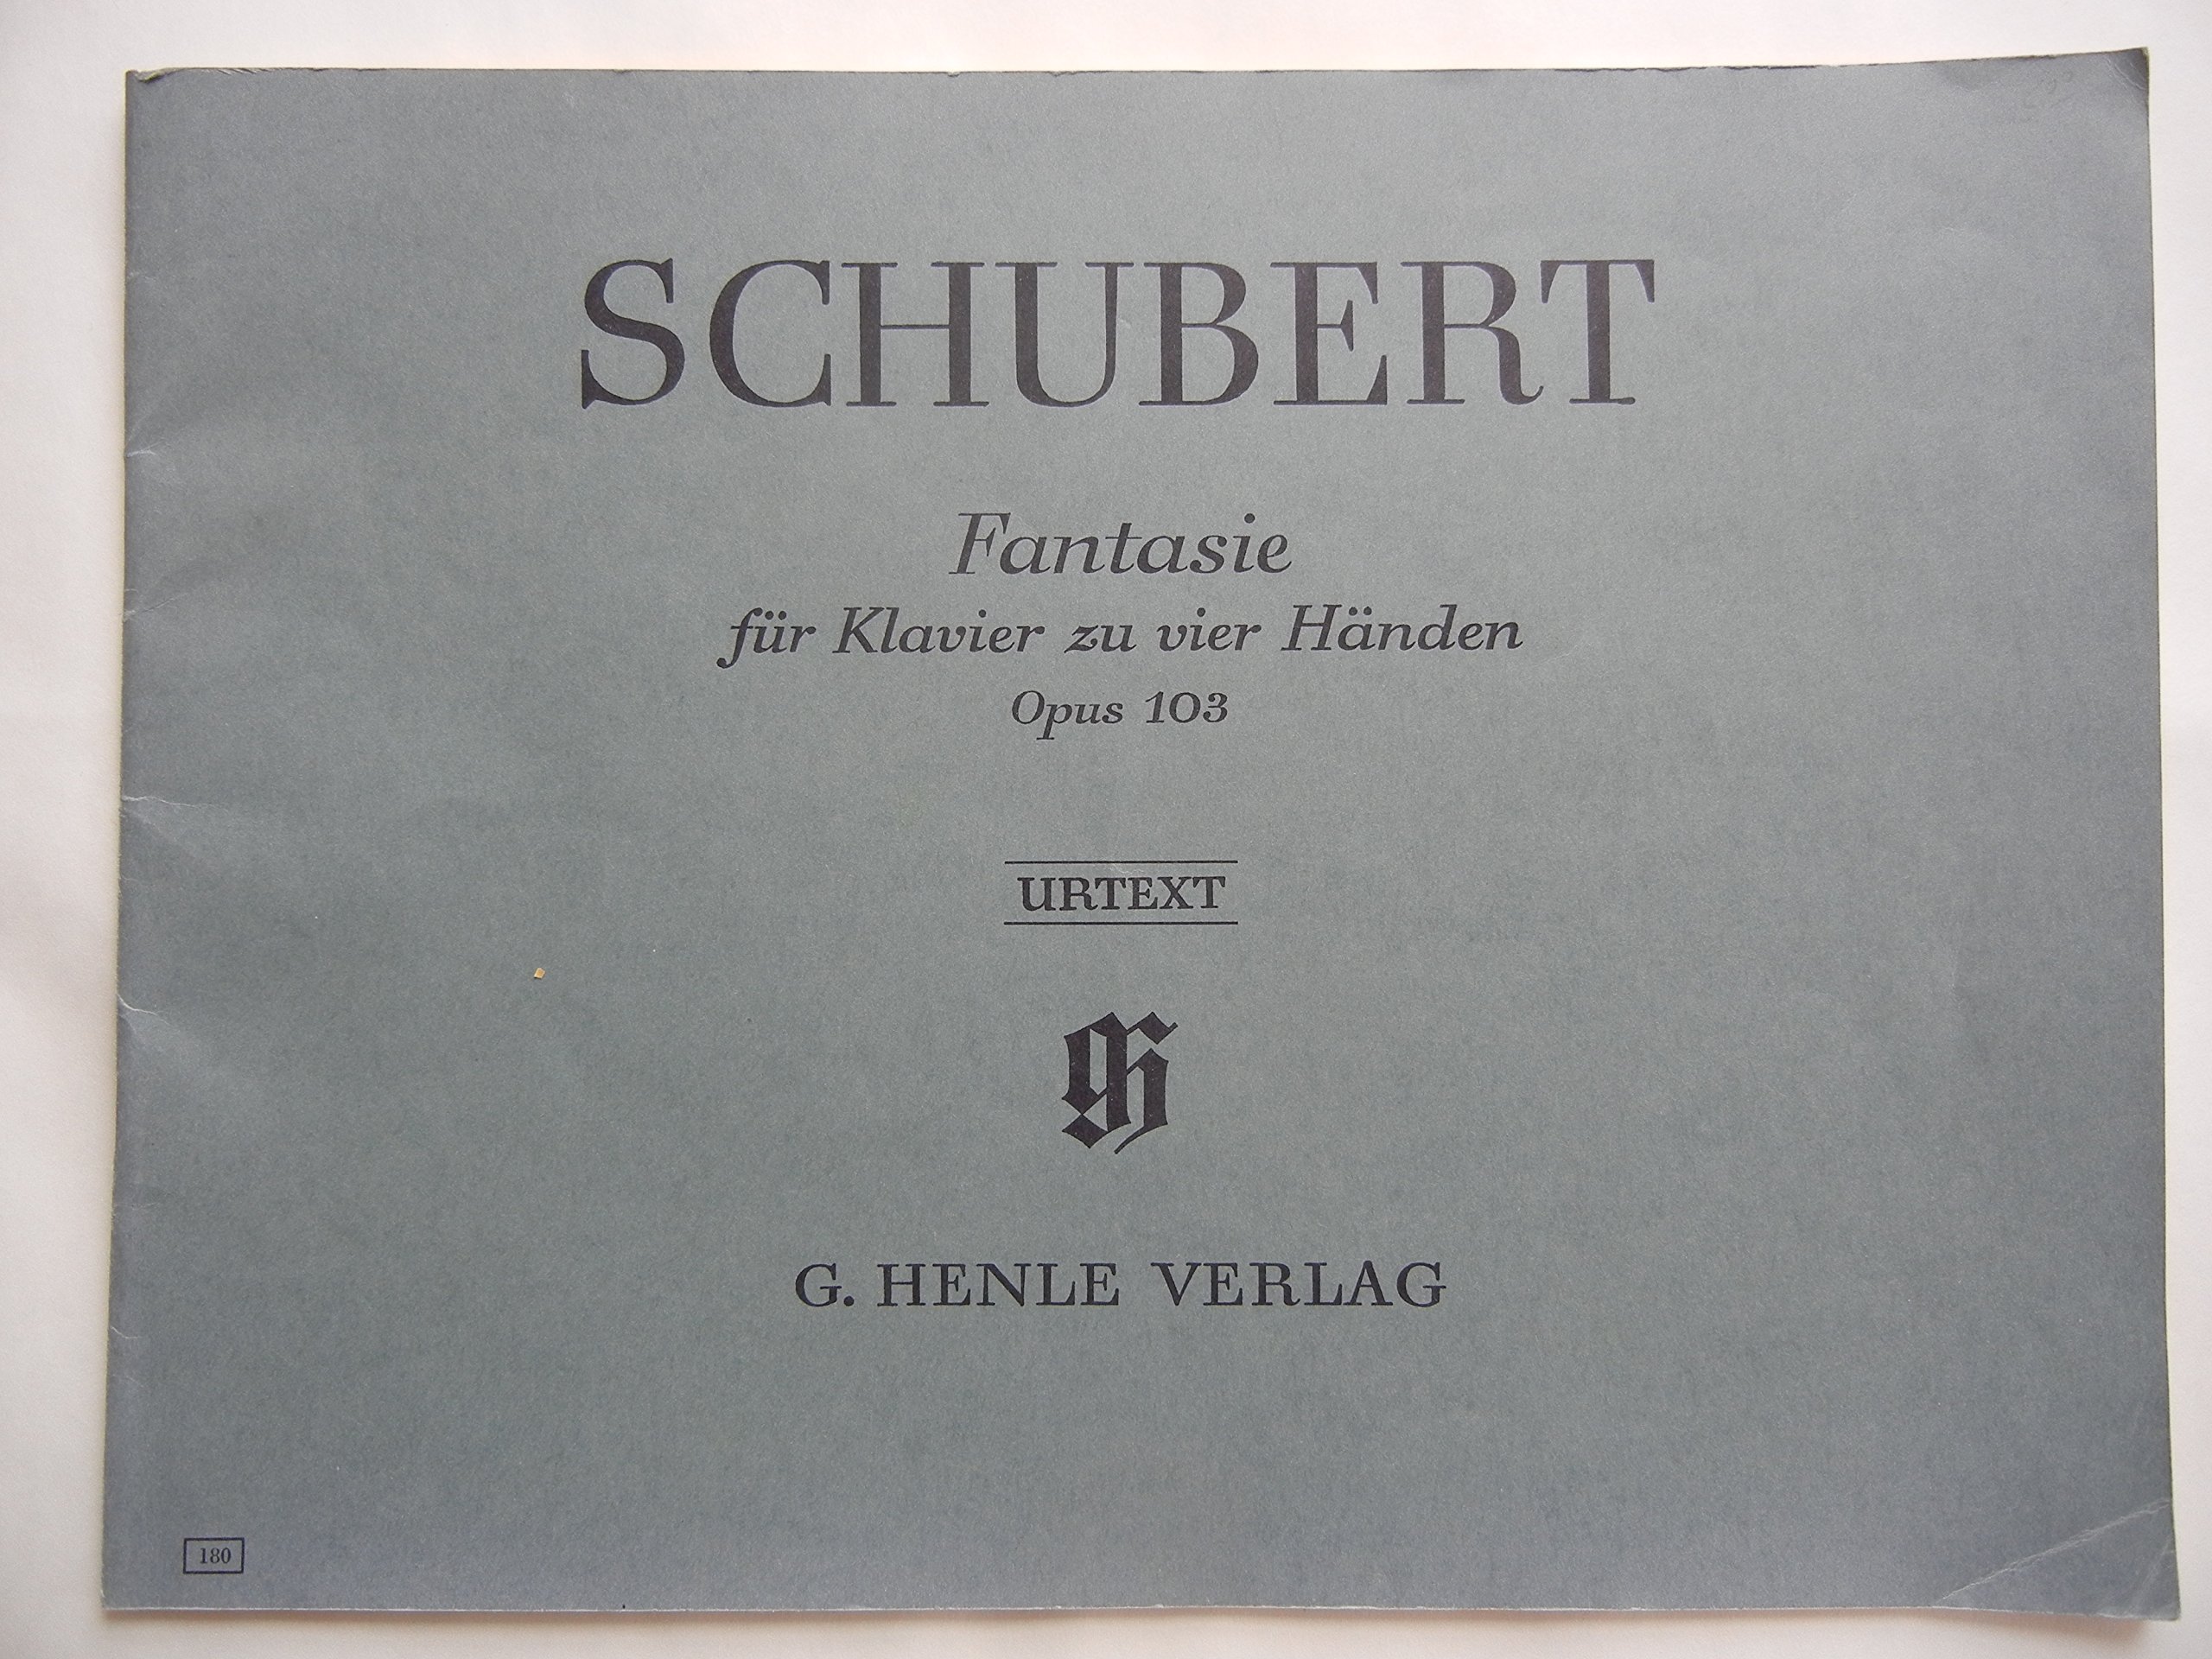 SCHUBERT
Fantasie
für Klavier zu vier Händen
Opus 103
URTEXT
G. HENLE VERLAG
180